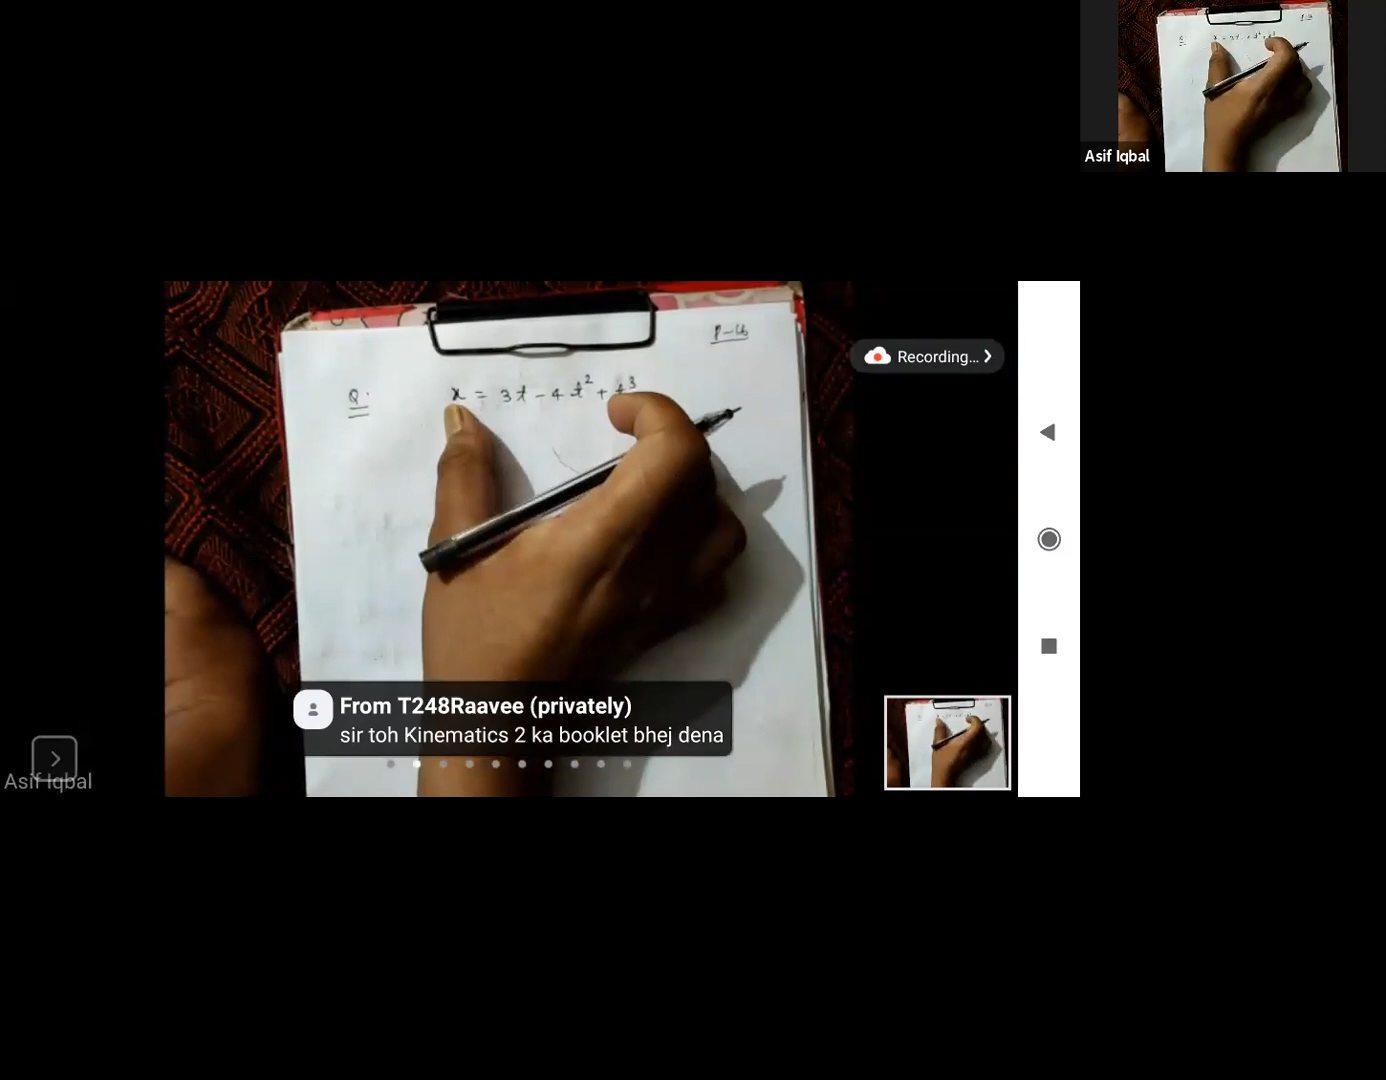 Asif Iqbal
P-16
Recording...
Q.
x = 3t - 4t² + t³
From T248Raavee (privately)
sir toh Kinematics 2 ka booklet bhej dena
Asif Iqbal